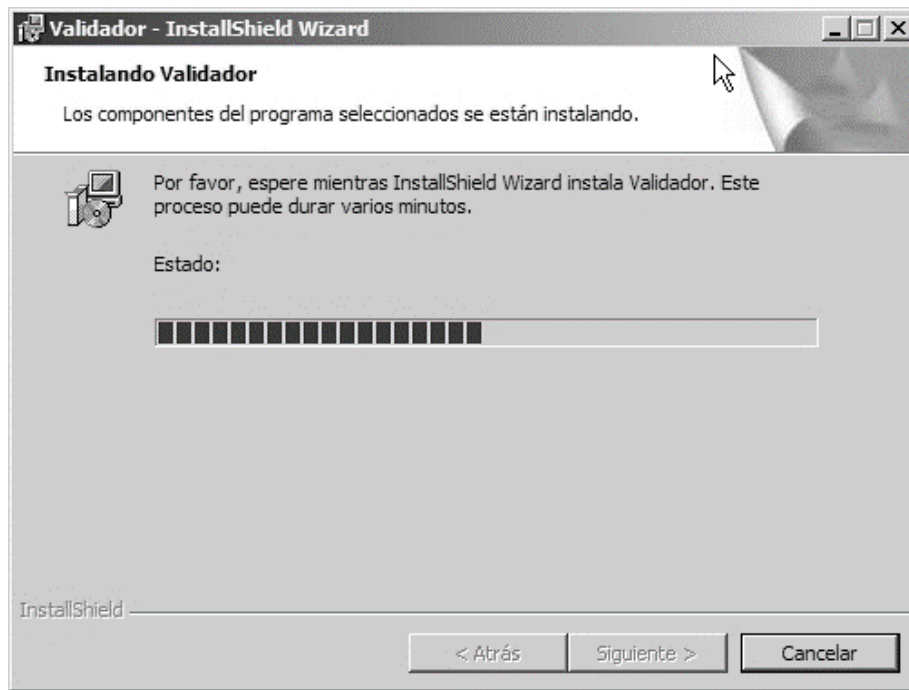 Validador - InstallShield Wizard
Instalando Validador
Los componentes del programa seleccionados se están instalando.
Por favor, espere mientras InstallShield Wizard instala Validador. Este
proceso puede durar varios minutos.
Estado:
InstallShield
< Atrás
Siguiente >
Cancelar